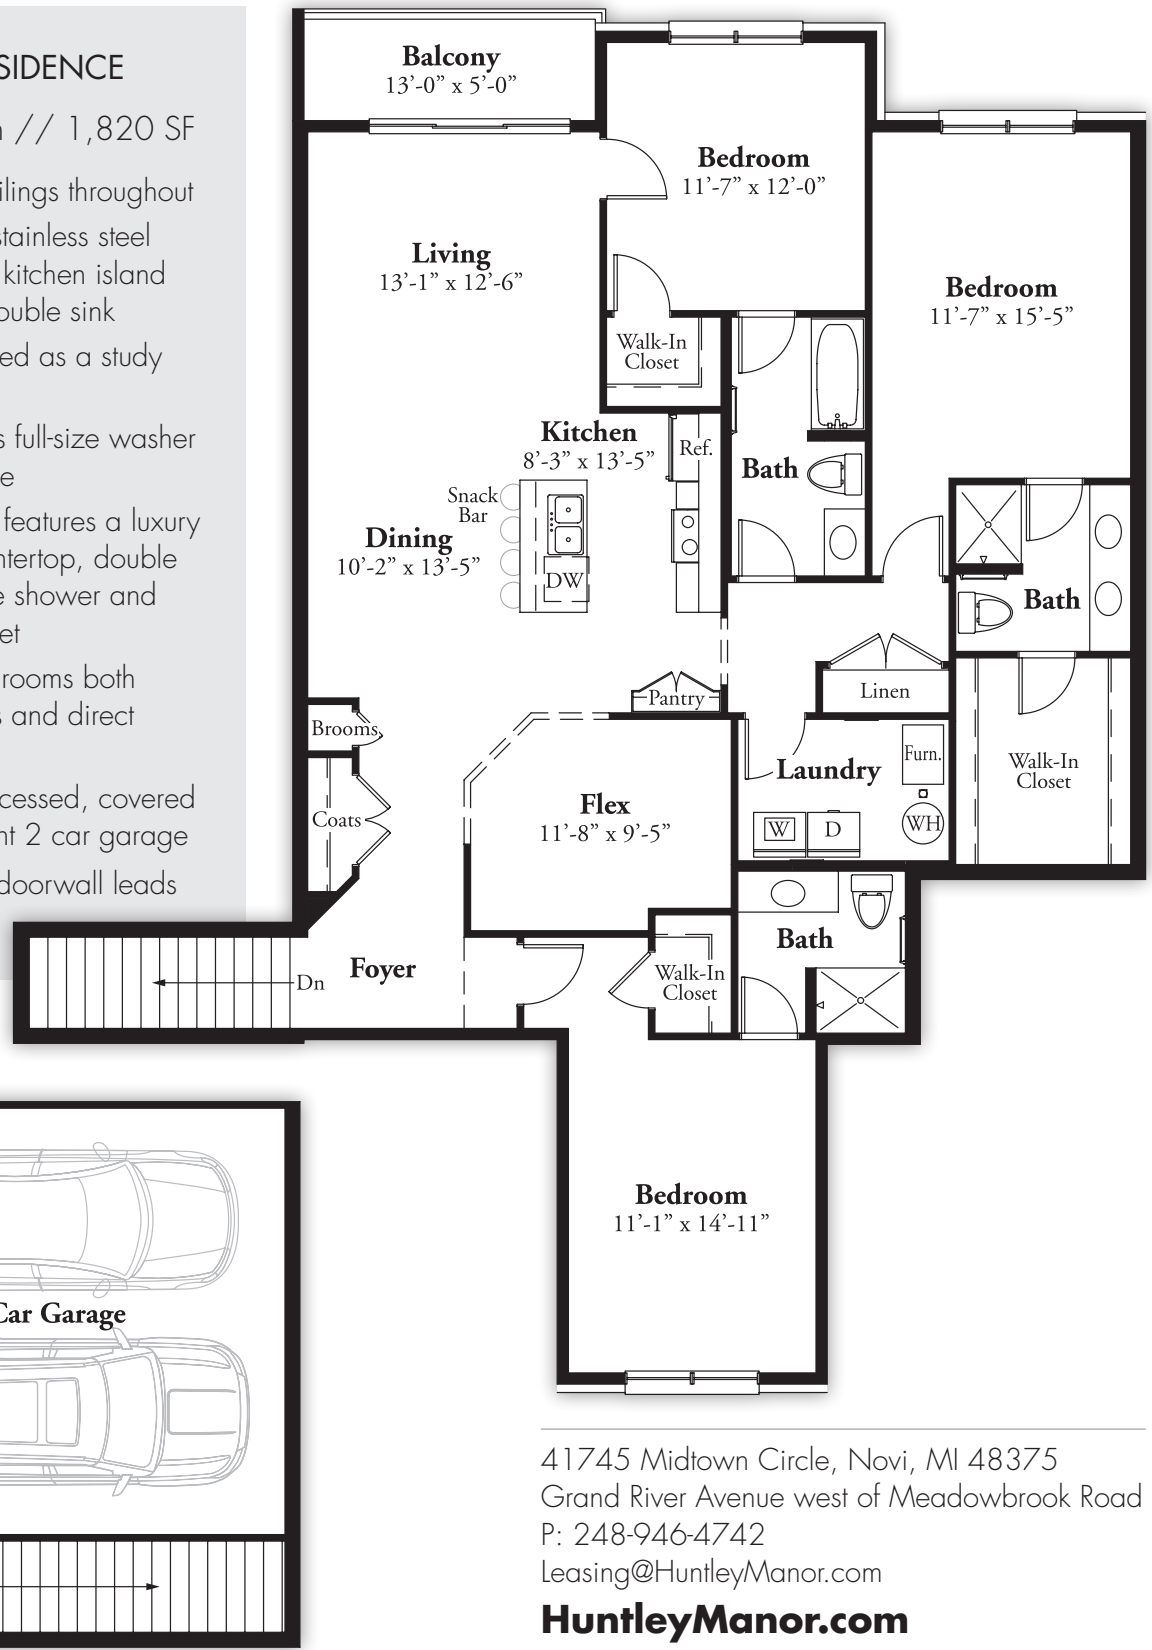 SIDENCE
// 1,820 SF
ilings throughout
stainless steel
kitchen island
ouble sink
ed as a study
s full-size washer
e
features a luxury
ntertop, double
e shower and
et
rooms both
s and direct
cessed, covered
nt 2 car garage
doorwall leads
Balcony
13'-0” x 5'-0”
Bedroom
11'-7” x 12'-0”
Living
13'-1” x 12'-6”
Bedroom
11'-7” x 15'-5”
Walk-In
Closet
Kitchen
8'-3” x 13'-5”
Ref.
Bath
Snack
Bar
Dining
10'-2” x 13'-5”
DW
Bath
Linen
Pantry
Brooms
Laundry
Furn.
Walk-In
Closet
Coats
Flex
11'-8” x 9'-5”
W
D
WH
Bath
Foyer
Dn
Walk-In
Closet
Bedroom
11'-1” x 14'-11”
Car Garage
41745 Midtown Circle, Novi, MI 48375
Grand River Avenue west of Meadowbrook Road
P: 248-946-4742
Leasing@HuntleyManor.com
HuntleyManor.com